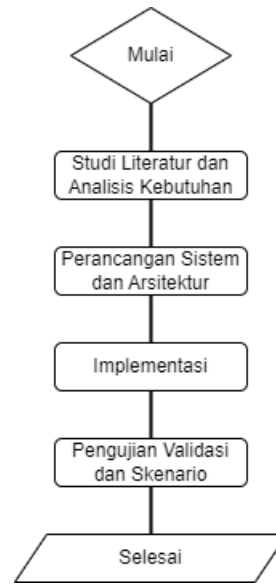 Mulai
Studi Literatur dan
Analisis Kebutuhan
Perancangan Sistem
dan Arsitektur
Implementasi
Pengujian Validasi
dan Skenario
Selesai